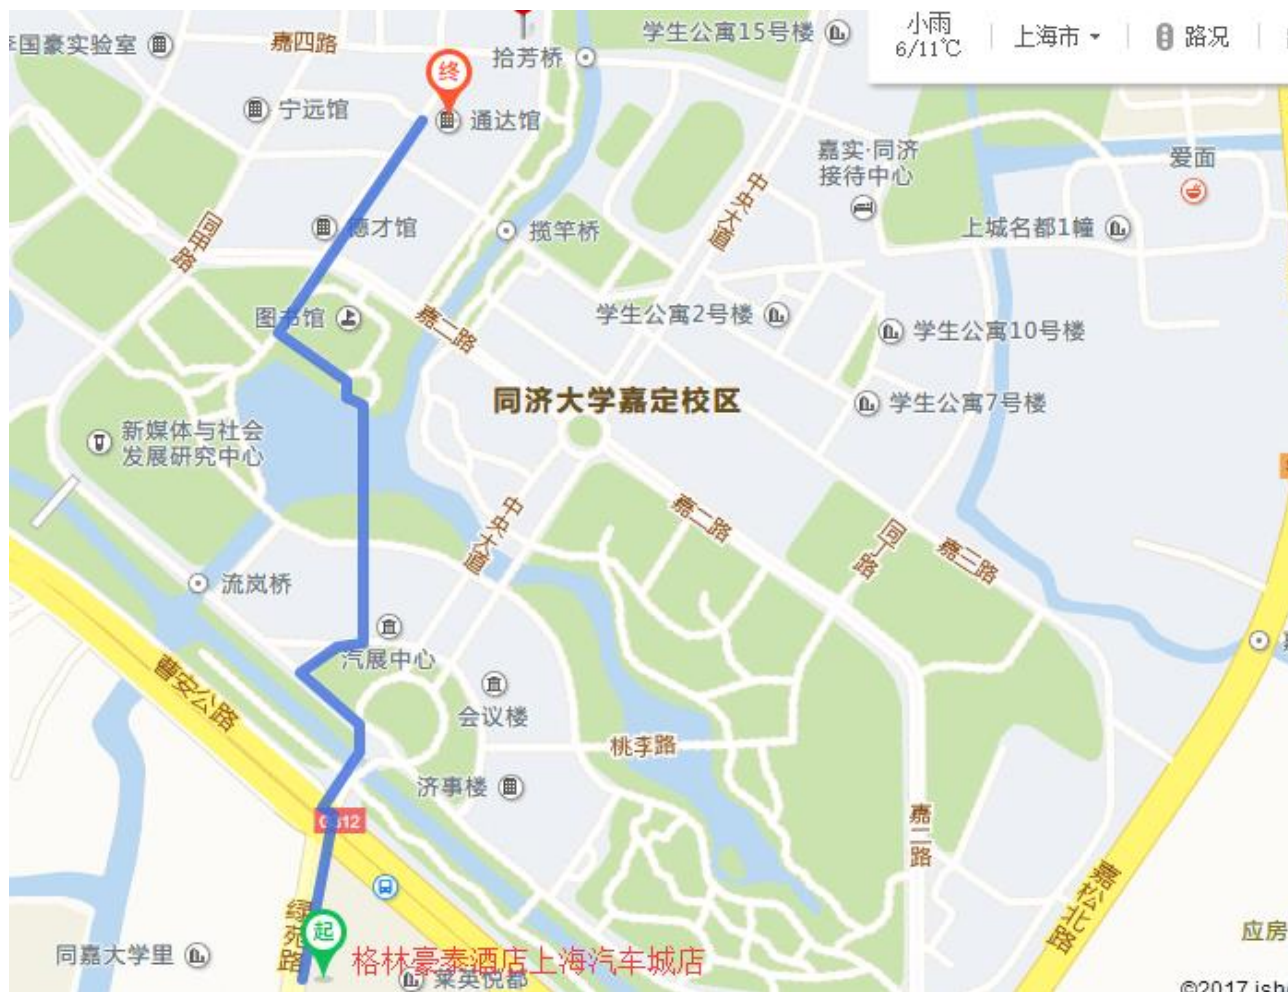 小雨
6/11℃
上海市
路况
学生公寓15号楼
国豪实验室
嘉四路
拾芳桥
终
宁远馆
通达馆
嘉实·同济
接待中心
爱面
中央大道
同用路
德才馆
揽竿桥
上城名都1幢
图书馆
嘉二路
学生公寓2号楼
学生公寓10号楼
同济大学嘉定校区
学生公寓7号楼
新媒体与社会
发展研究中心
中央大道
嘉二路
同丁路
嘉三路
流岚桥
汽展中心
曹安公路
会议楼
桃李路
济事楼
G312
嘉二路
嘉松北路
绿苑路
起
应房
同嘉大学里
格林豪泰酒店上海汽车城店
莱英悦都
©2017